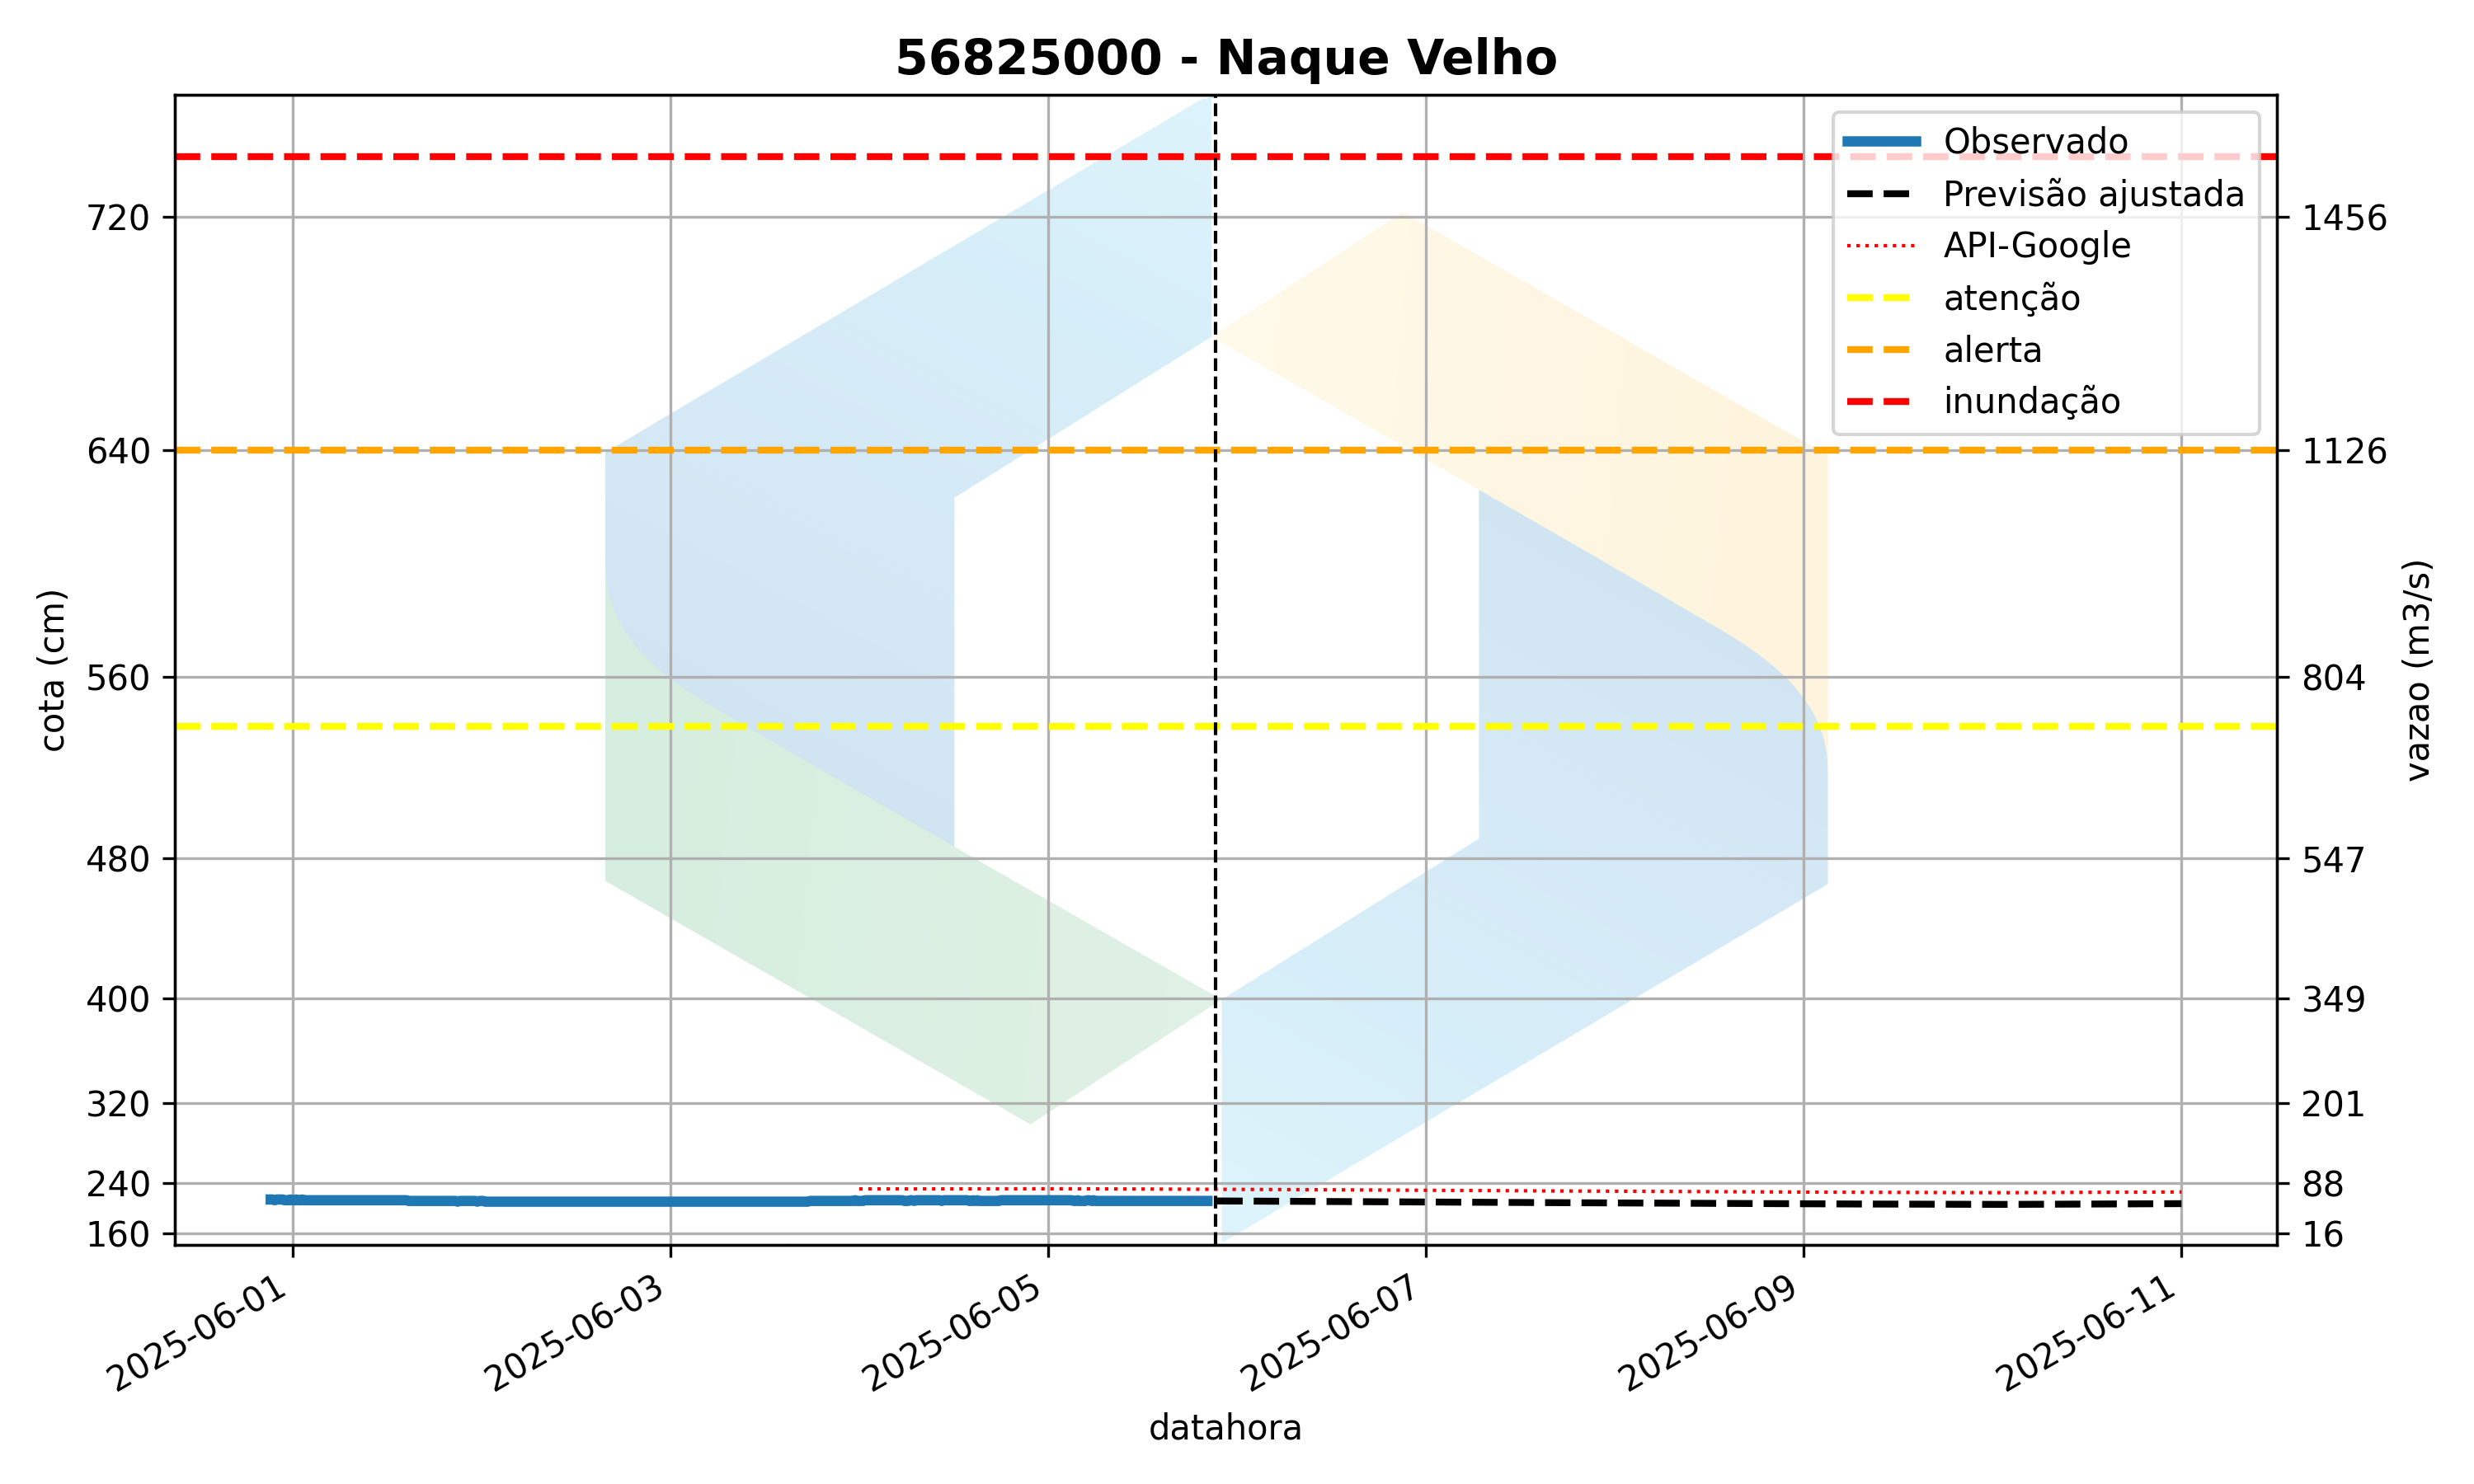 56825000 - Naque Velho
Observado
Previsão ajustada
API-Google
atenção
alerta
inundação
720
640
560
480
400
320
240
160
cota (cm)
1456
1126
804
547
349
201
88
16
vazao (m3/s)
2025-06-01
2025-06-03
2025-06-05
2025-06-07
2025-06-09
2025-06-11
datahora